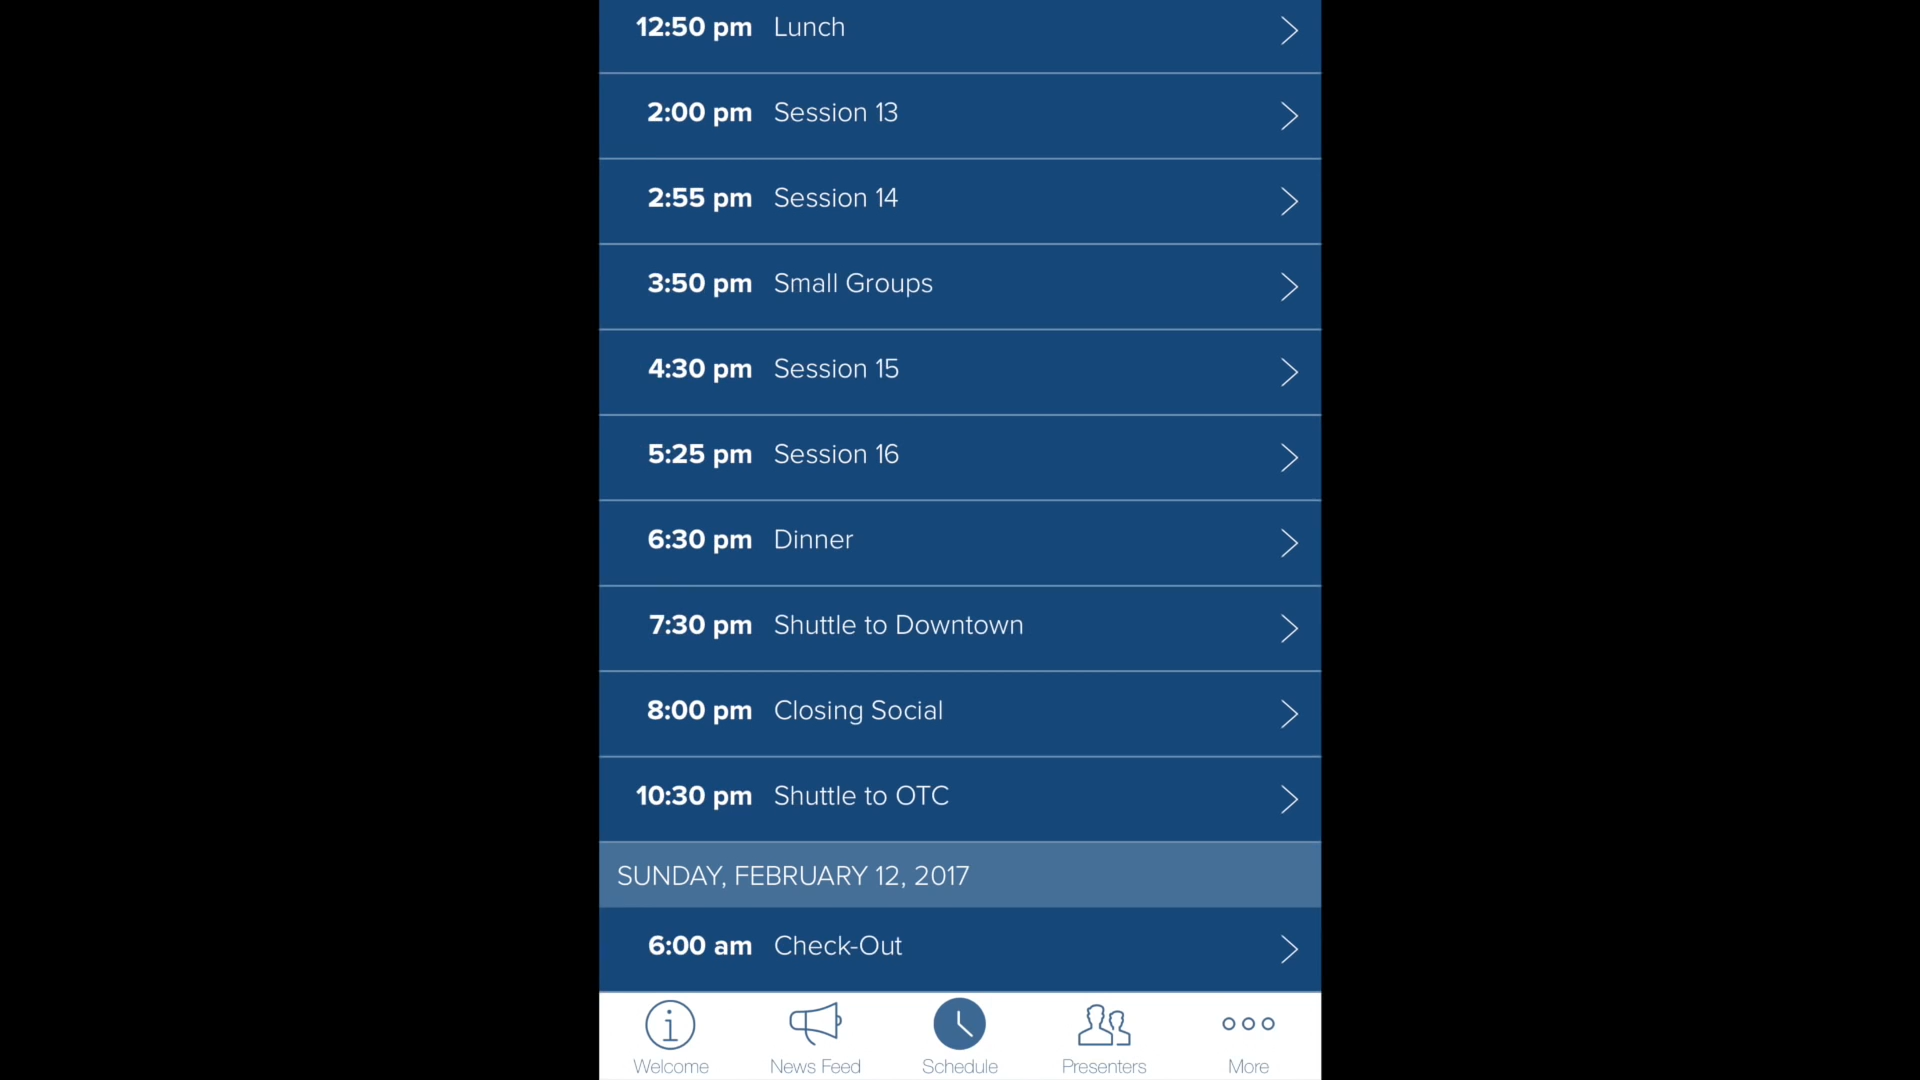 12:50 pm Lunch
2:00 pm Session 13
2:55 pm Session 14
3:50 pm Small Groups
4:30 pm Session 15
5:25 pm Session 16
6:30 pm Dinner
7:30 pm Shuttle to Downtown
8:00 pm Closing Social
10:30 pm Shuttle to OTC
SUNDAY, FEBRUARY 12, 2017
6:00 am Check-Out
Welcome News Feed Schedule Presenters More